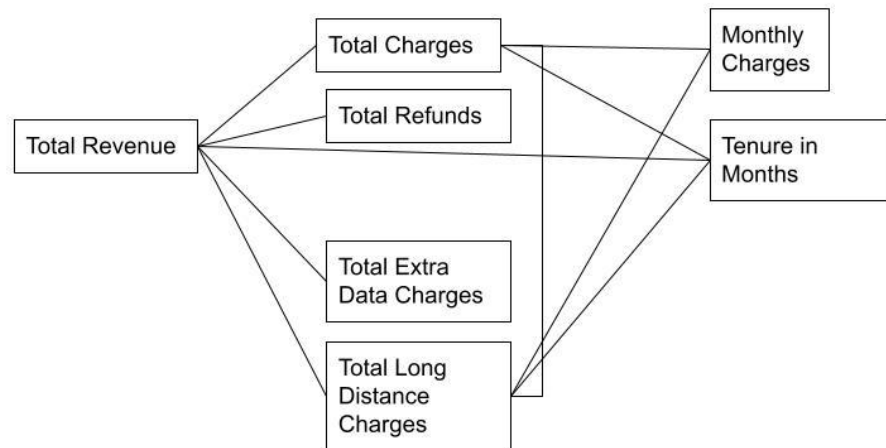 Total Charges
Monthly
Charges
Total Refunds
Total Revenue
Tenure in
Months
Total Extra
Data Charges
Total Long
Distance
Charges